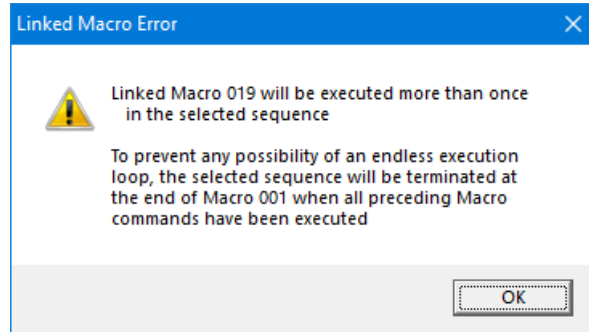 Linked Macro Error
Linked Macro 019 will be executed more than once
in the selected sequence
To prevent any possibility of an endless execution
loop, the selected sequence will be terminated at
the end of Macro 001 when all preceding Macro
commands have been executed
OK